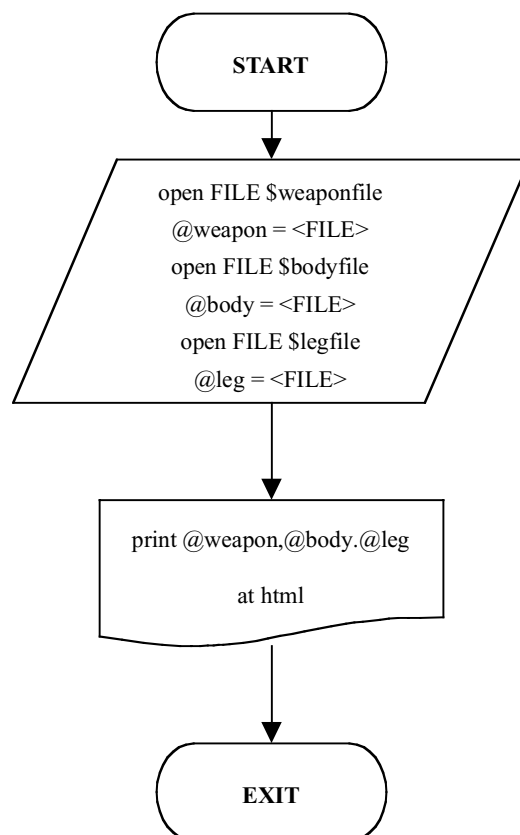 START
open FILE $weaponfile
@weapon = <FILE>
open FILE $bodyfile
@body = <FILE>
open FILE $legfile
@leg = <FILE>
print @weapon,@body.@leg
at html
EXIT